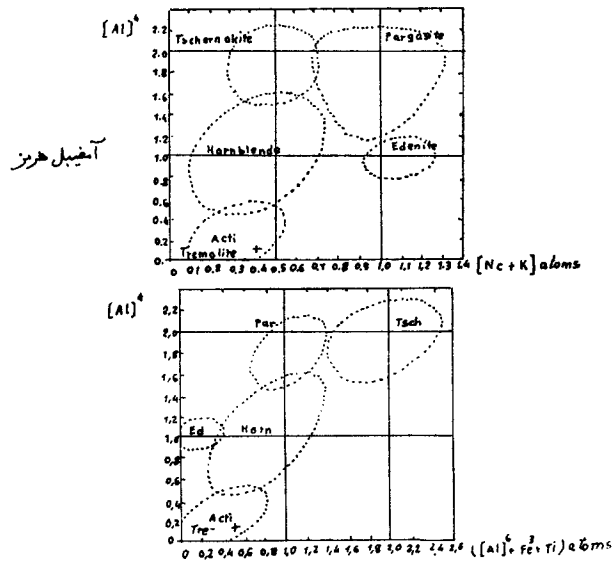 [Al]⁴
2.2
2.0
1.8
1.6
1.4
1.2
1.0
0.8
0.6
0.4
0.2
0.
Tschermakite
Pargasite
Hornblende
Edenite
Acti
Tremolite
+
0 0.1 0.2 0.3 0.4 0.5 0.6 0.7 0.8 0.9 1.0 1.1 1.2 1.3 1.4 [Na + K] atoms
آمفیبل هرمز
[Al]⁴
2,2
2,0
1,8
1,6
1,4
1,2
1,0
0,8
0,6
0,4
0,2
0
Par
Tsch
Ed
Horn
Acti
Tre
+
0 0,2 0,4 0,6 0,8 1,0 1,2 1,4 1,6 1,8 2,0 2,2 2,4 2,6 ([Al]⁶ + Fe³ + Ti) atoms